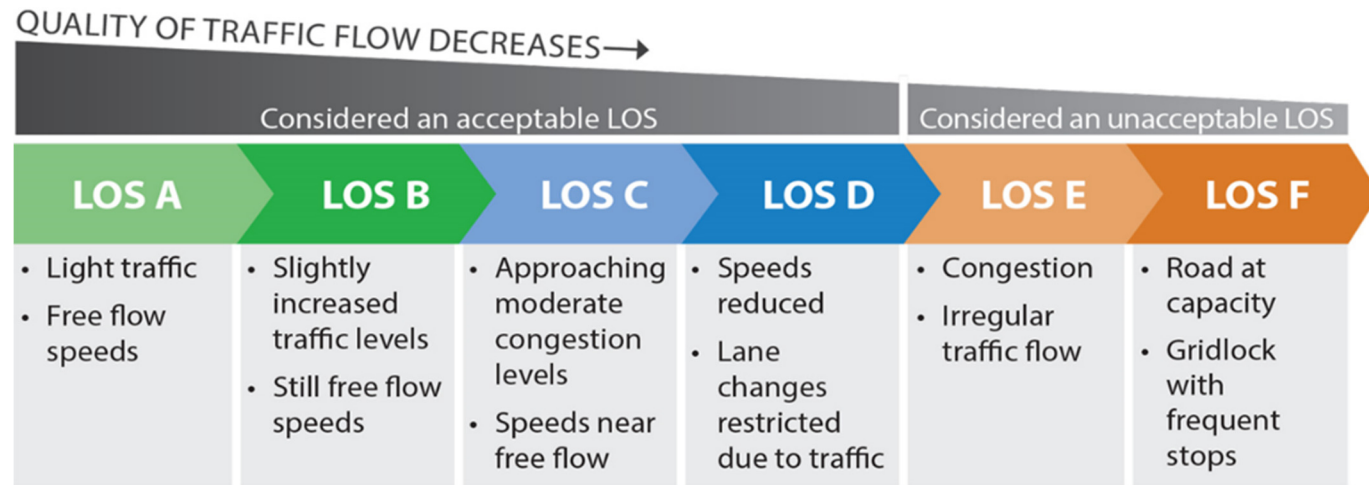 QUALITY OF TRAFFIC FLOW DECREASES→
Considered an acceptable LOS
Considered an unacceptable LOS
LOS A
• Light traffic
• Free flow
speeds
LOS B
• Slightly
increased
traffic levels
• Still free flow
speeds
LOS C
• Approaching
moderate
congestion
levels
• Speeds near
free flow
LOS D
• Speeds
reduced
• Lane
changes
restricted
due to traffic
LOS E
• Congestion
• Irregular
traffic flow
LOS F
• Road at
capacity
• Gridlock
with
frequent
stops